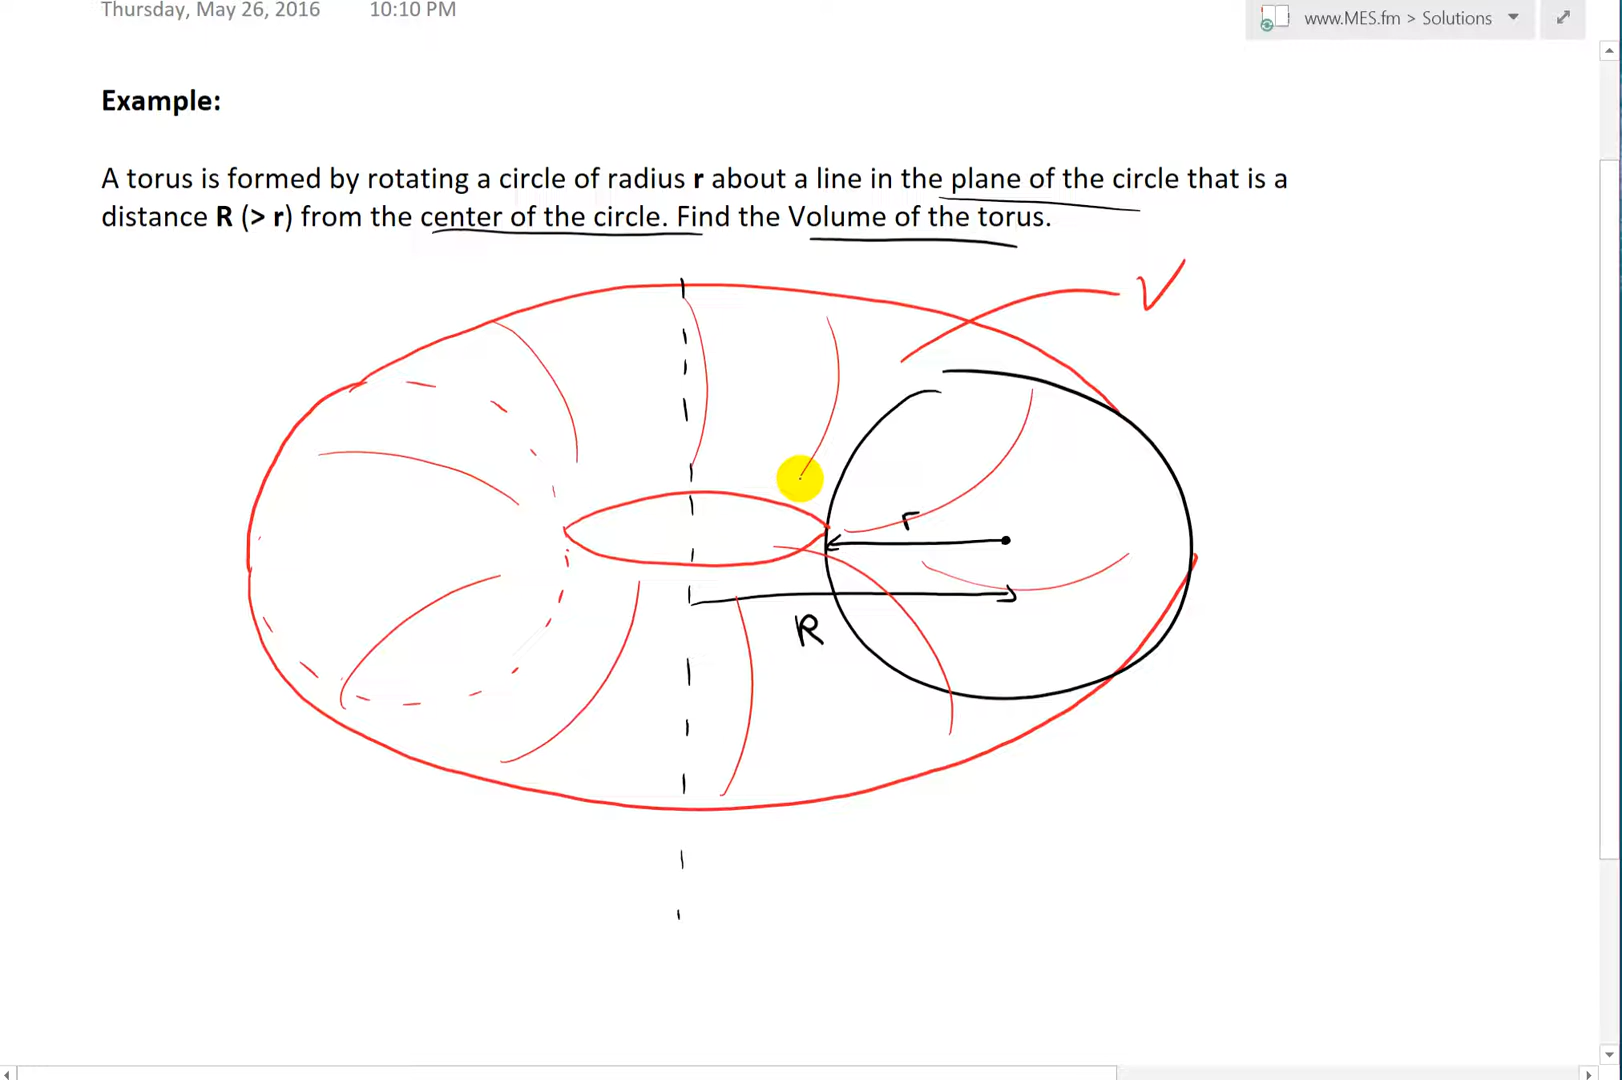 Thursday, May 26, 2016 10:10 PM
www.MES.fm > Solutions
Example:
A torus is formed by rotating a circle of radius r about a line in the plane of the circle that is a
distance R (> r) from the center of the circle. Find the Volume of the torus.
V
r
R